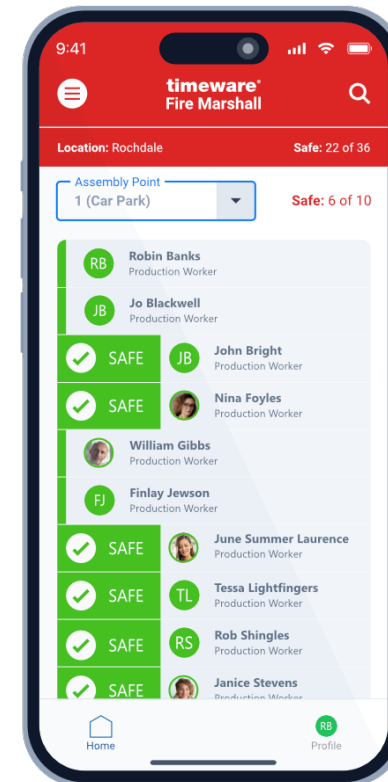 9:41
timeware®
Fire Marshall
Location: Rochdale Safe: 22 of 36
Assembly Point
1 (Car Park) Safe: 6 of 10
RB Robin Banks
Production Worker
JB Jo Blackwell
Production Worker
SAFE JB John Bright
Production Worker
SAFE Nina Foyles
Production Worker
William Gibbs
Production Worker
FJ Finlay Jewson
Production Worker
SAFE June Summer Laurence
Production Worker
SAFE TL Tessa Lightfingers
Production Worker
SAFE RS Rob Shingles
Production Worker
SAFE Janice Stevens
Production Worker
RB
Home Profile